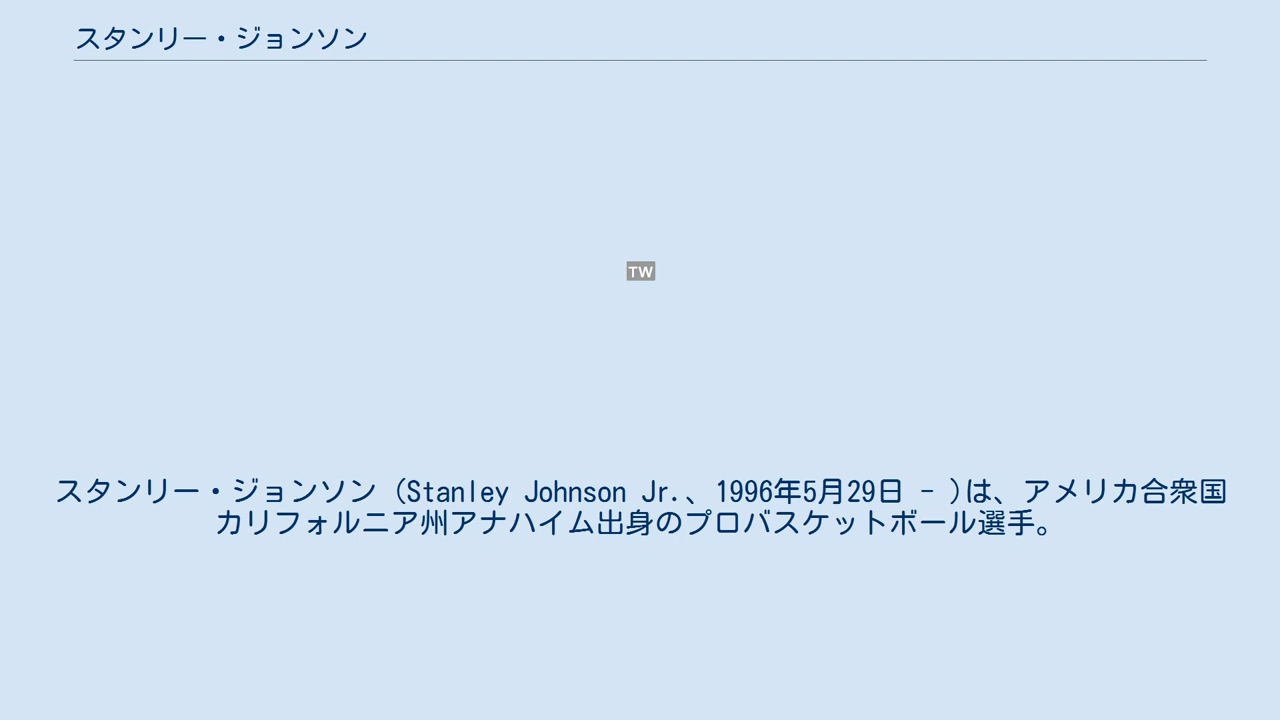 スタンリー・ジョンソン
TW
スタンリー・ジョンソン (Stanley Johnson Jr.、1996年5月29日 - )は、アメリカ合衆国
カリフォルニア州アナハイム出身のプロバスケットボール選手。